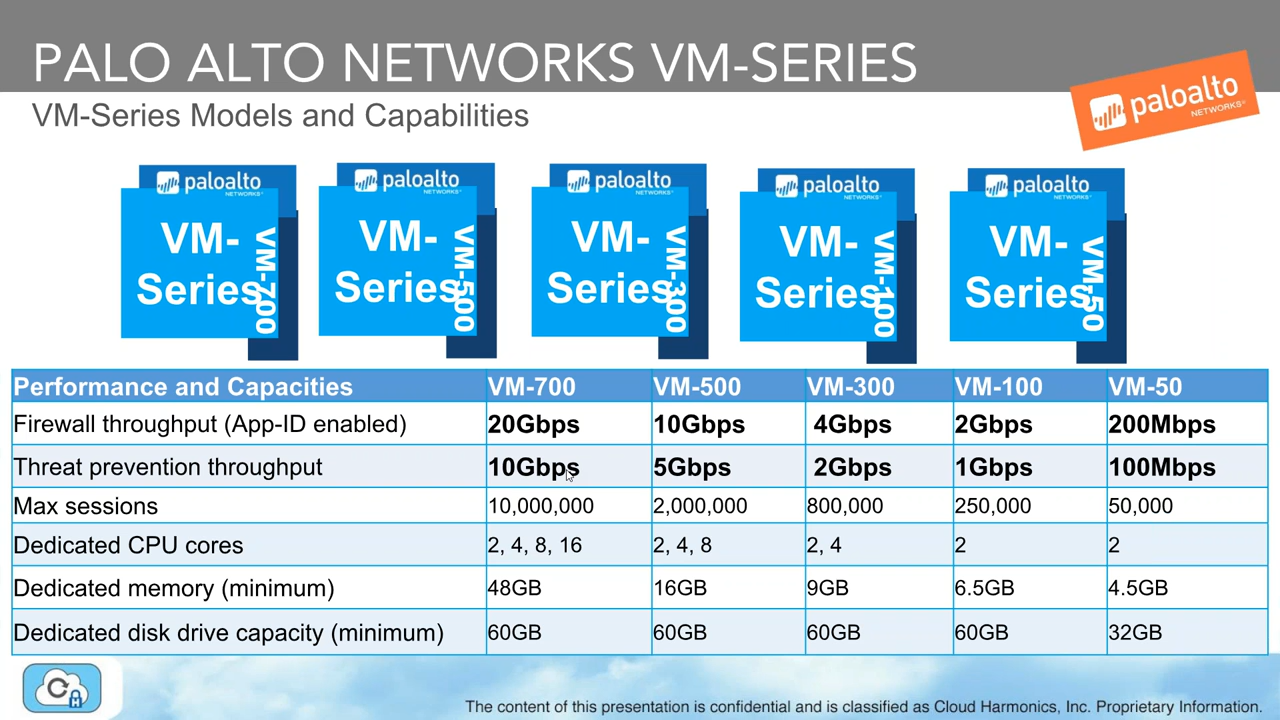 PALO ALTO NETWORKS VM-SERIES
VM-Series Models and Capabilities
paloalto
NETWORKS®
paloalto
NETWORKS®
VM-
Series
VM-700
paloalto
NETWORKS®
VM-
Series
VM-500
paloalto
NETWORKS®
VM-
Series
VM-300
paloalto
NETWORKS®
VM-
Series
VM-100
paloalto
NETWORKS®
VM-
Series
VM-50
Performance and Capacities VM-700 VM-500 VM-300 VM-100 VM-50
Firewall throughput (App-ID enabled) 20Gbps 10Gbps 4Gbps 2Gbps 200Mbps
Threat prevention throughput 10Gbps 5Gbps 2Gbps 1Gbps 100Mbps
Max sessions 10,000,000 2,000,000 800,000 250,000 50,000
Dedicated CPU cores 2, 4, 8, 16 2, 4, 8 2, 4 2 2
Dedicated memory (minimum) 48GB 16GB 9GB 6.5GB 4.5GB
Dedicated disk drive capacity (minimum) 60GB 60GB 60GB 60GB 32GB
H
The content of this presentation is confidential and is classified as Cloud Harmonics, Inc. Proprietary Information.